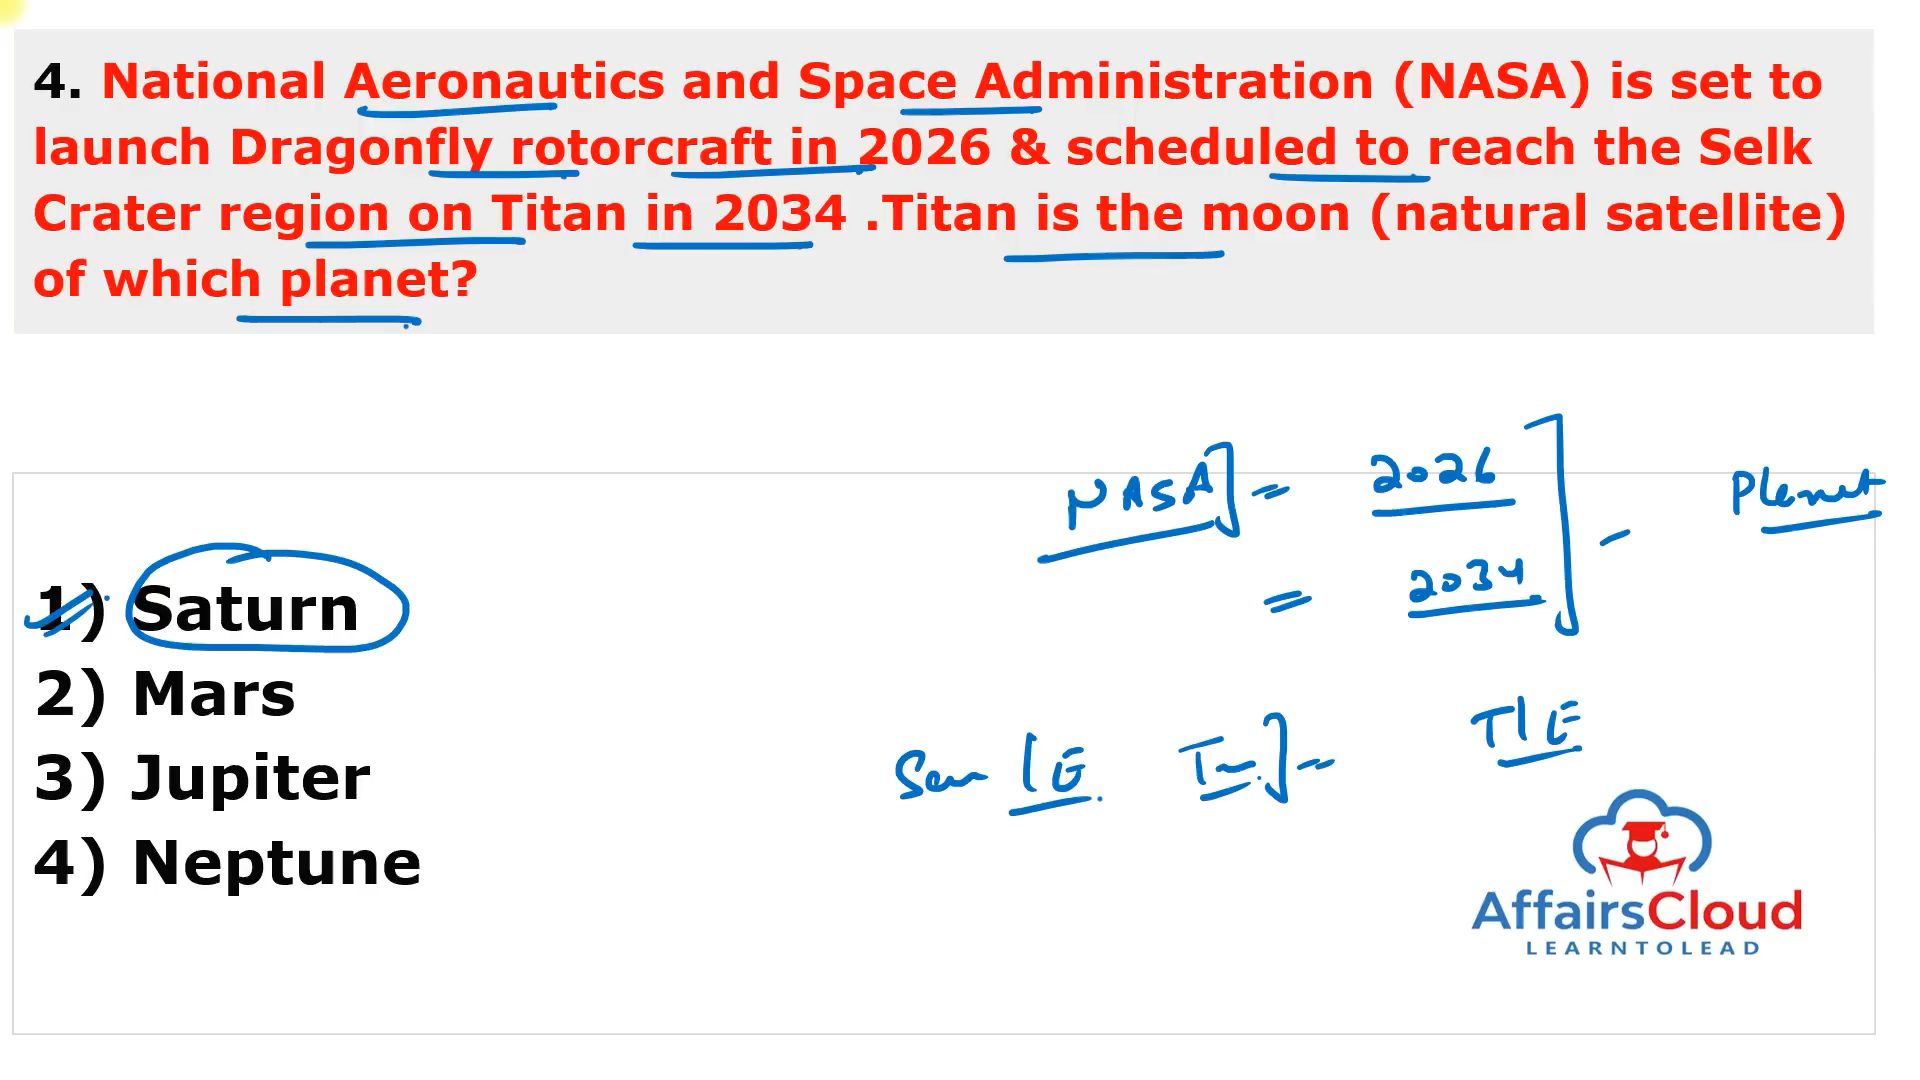 4. National Aeronautics and Space Administration (NASA) is set to
launch Dragonfly rotorcraft in 2026 & scheduled to reach the Selk
Crater region on Titan in 2034 .Titan is the moon (natural satellite)
of which planet?
NASA] = 2026
Planet
= 2034
1) Saturn
2) Mars
3) Jupiter
4) Neptune
T/E
AffairsCloud
LEARNTOLEAD